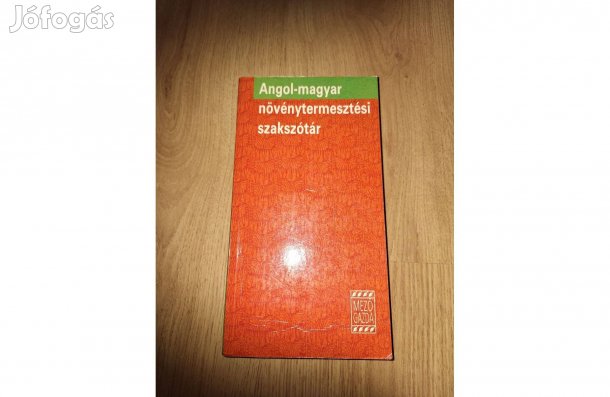 Jófogás
Angol-magyar
növénytermesztési
szakszótár
MEZŐ
GAZDA